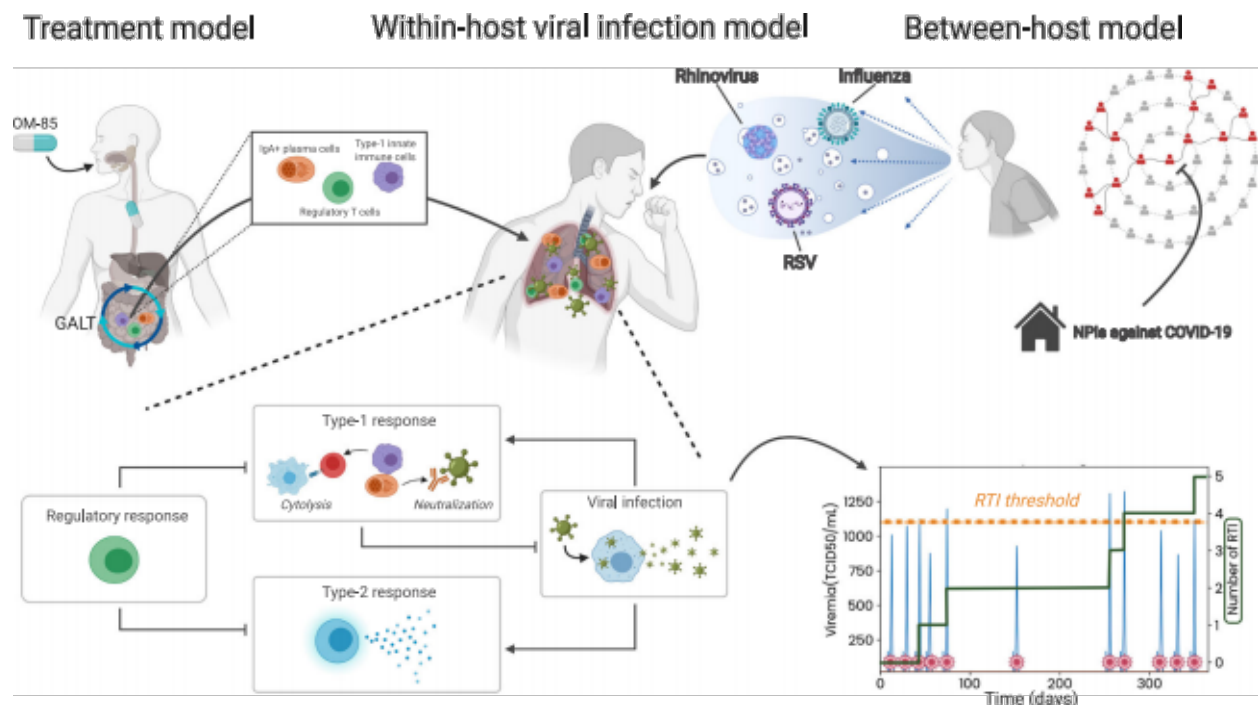 Treatment model
Within-host viral infection model
Between-host model
OM-85
IgA+ plasma cells
Type-1 innate
immune cells
Regulatory T cells
GALT
Rhinovirus
Influenza
RSV
NPIs against COVID-19
Type-1 response
Cytolysis
Neutralization
Regulatory response
Viral infection
Type-2 response
RTI threshold
Viremia(TCID50/mL)
1250
1000
750
500
250
0
100
200
300
Time (days)
5
4
3
2
1
0
Number of RTI